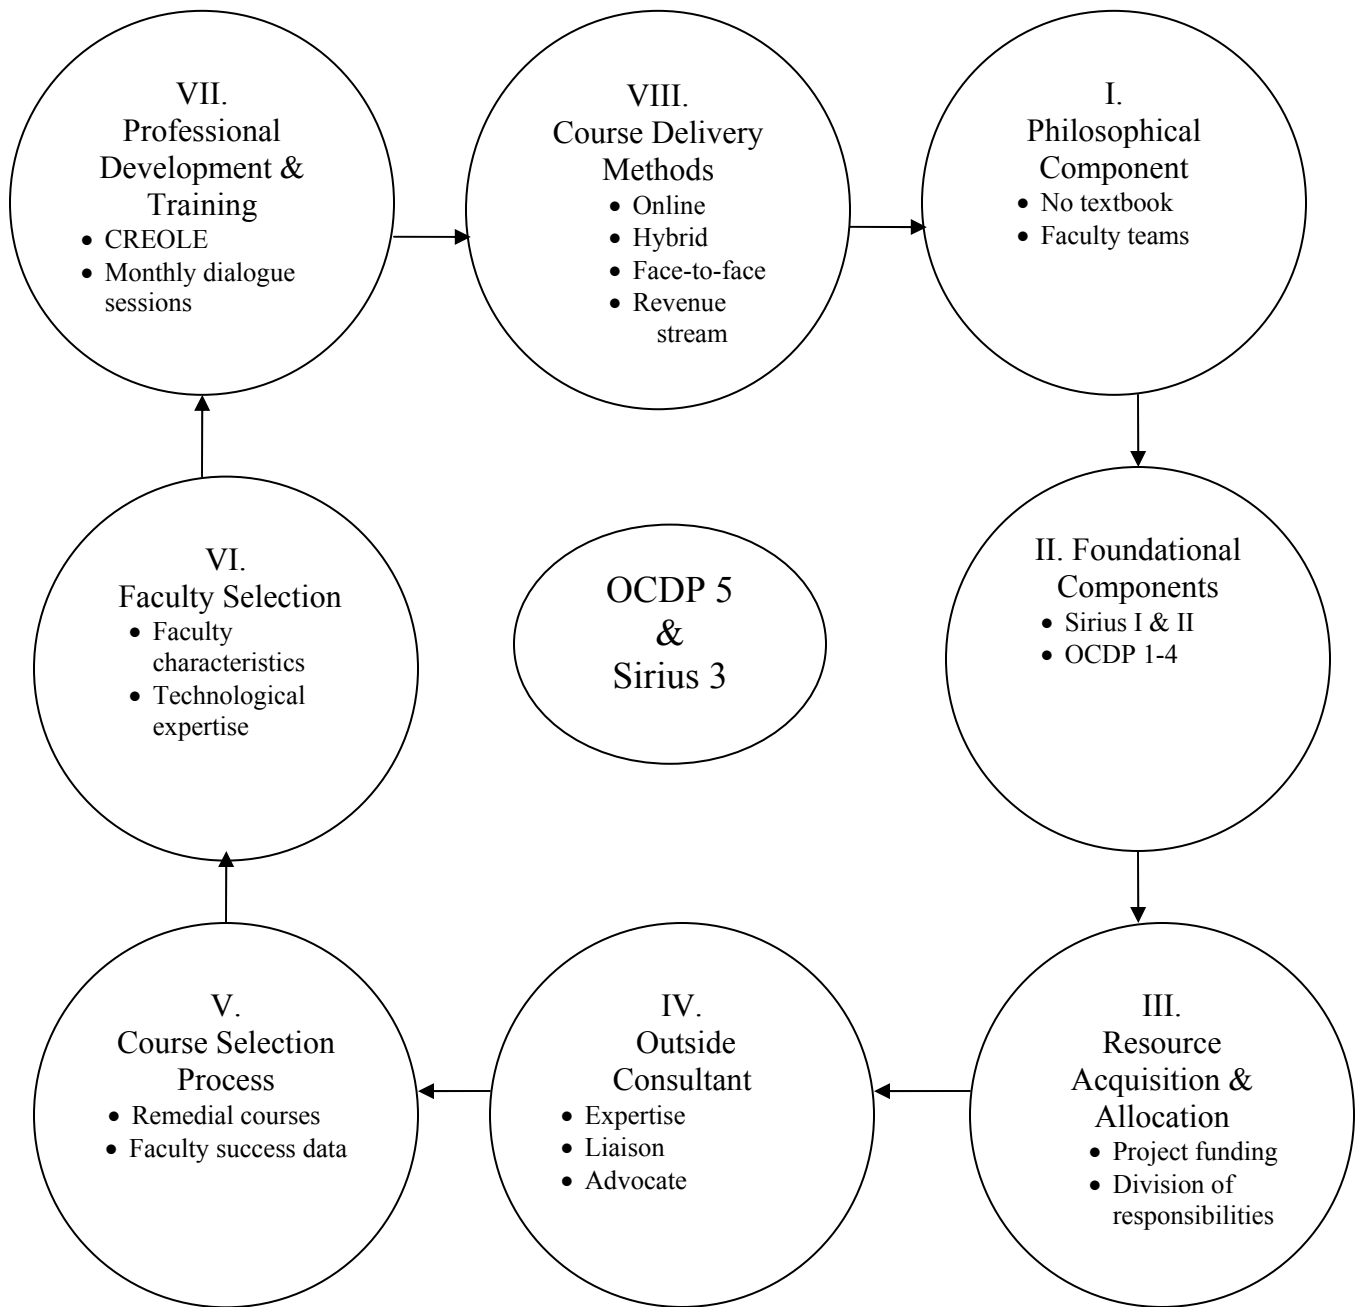 VII.
Professional
Development &
Training
• CREOLE
• Monthly dialogue
sessions
VIII.
Course Delivery
Methods
• Online
• Hybrid
• Face-to-face
• Revenue
stream
I.
Philosophical
Component
• No textbook
• Faculty teams
VI.
Faculty Selection
• Faculty
characteristics
• Technological
expertise
OCDP 5
&
Sirius 3
II. Foundational
Components
• Sirius I & II
• OCDP 1-4
V.
Course Selection
Process
• Remedial courses
• Faculty success data
IV.
Outside
Consultant
• Expertise
• Liaison
• Advocate
III.
Resource
Acquisition &
Allocation
• Project funding
• Division of
responsibilities